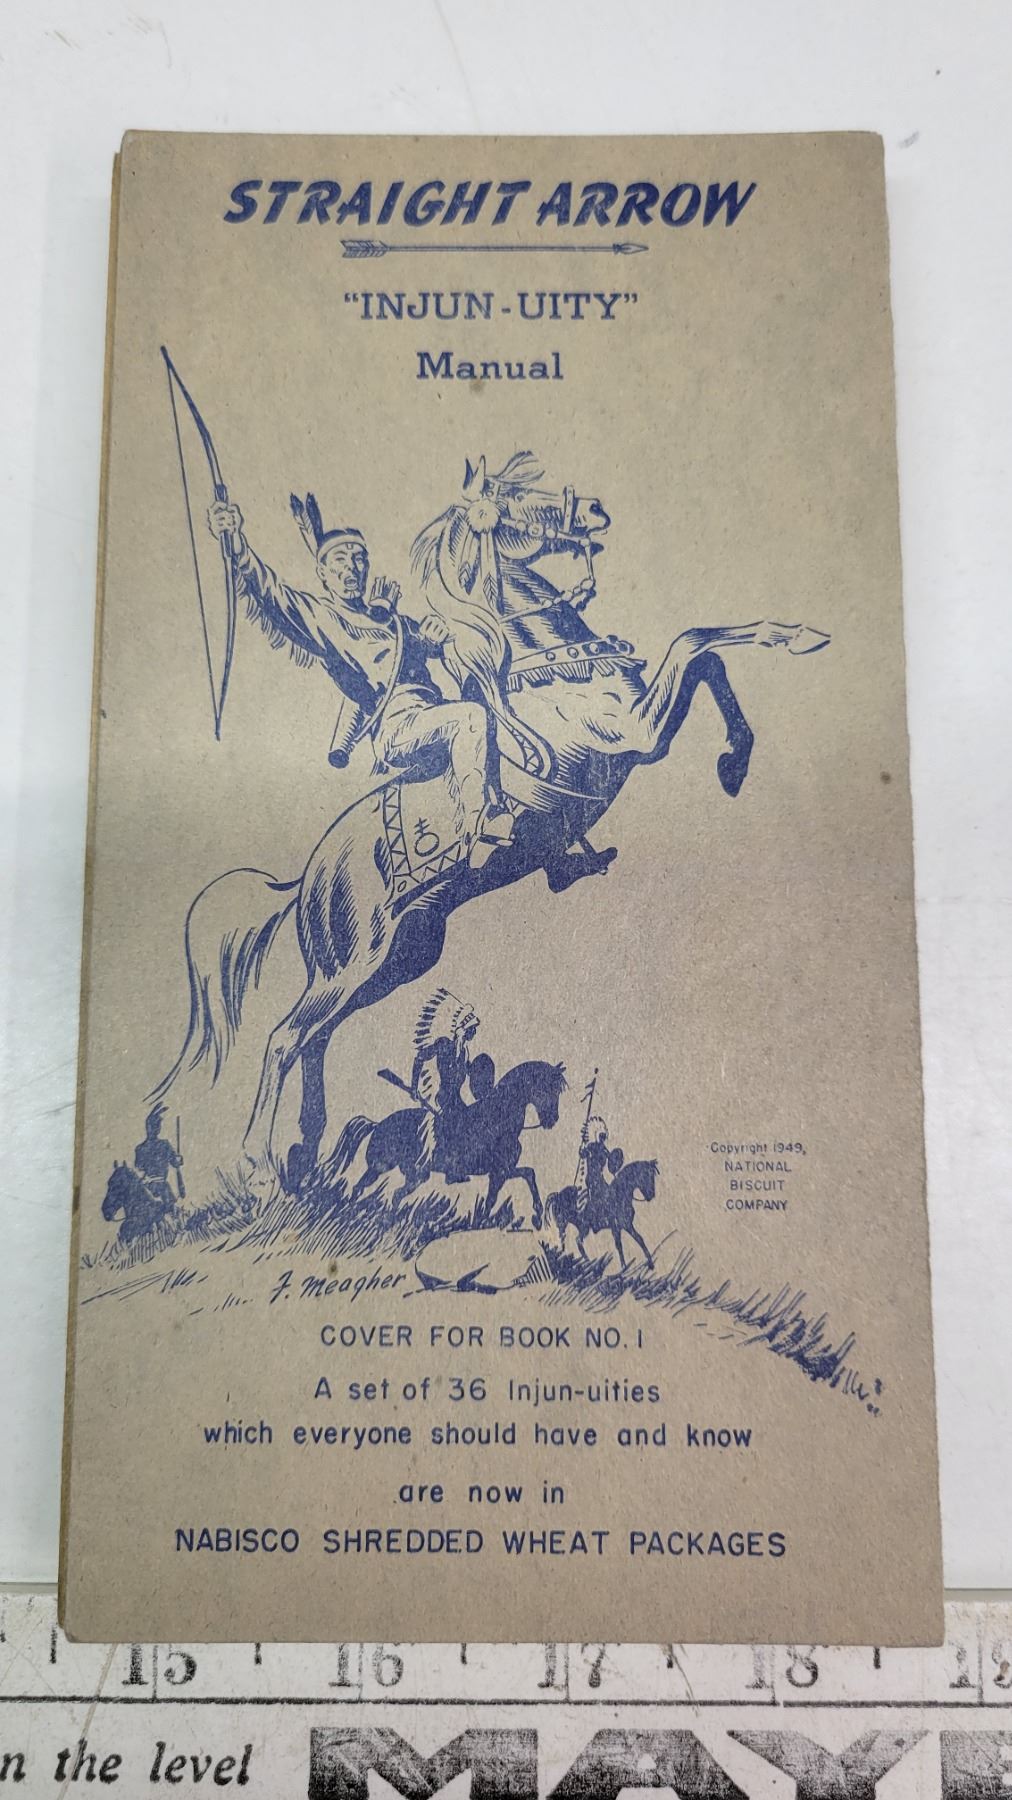 STRAIGHT ARROW
"INJUN-UITY"
Manual
Copyright 1949,
NATIONAL
BISCUIT
COMPANY
F. Meagher
COVER FOR BOOK NO. 1
A set of 36 Injun-uities
which everyone should have and know
are now in
NABISCO SHREDDED WHEAT PACKAGES
15 16 17 18 19
n the level MAYE